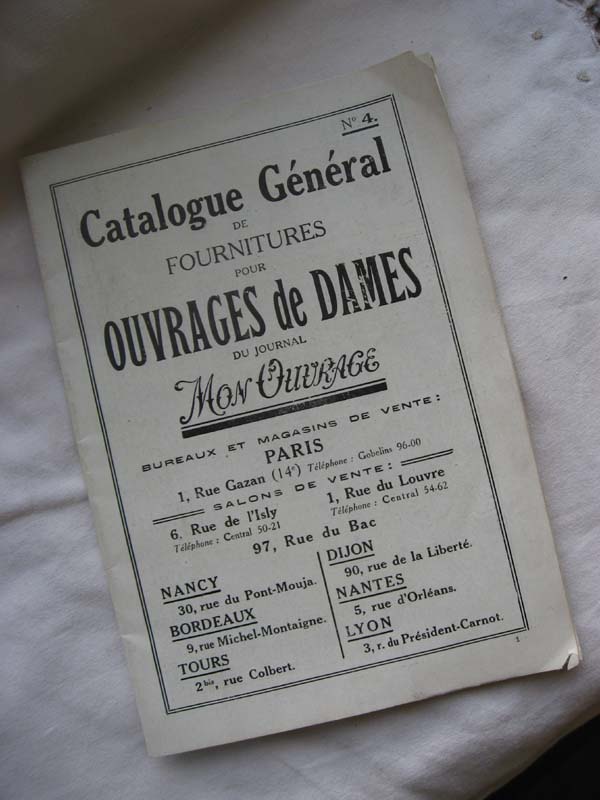 N° 4.
Catalogue Général
DE
FOURNITURES
POUR
OUVRAGES de DAMES
DU JOURNAL
MON OUVRAGE
BUREAUX ET MAGASINS DE VENTE:
PARIS
1, Rue Gazan (14e) Téléphone : Gobelins 96-00
SALONS DE VENTE:
6, Rue de l'Isly
Téléphone : Central 50-21
1, Rue du Louvre
Téléphone : Central 54-62
97, Rue du Bac
NANCY
30, rue du Pont-Mouja.
BORDEAUX
9, rue Michel-Montaigne.
TOURS
2bis, rue Colbert.
DIJON
90, rue de la Liberté.
NANTES
5, rue d'Orléans.
LYON
3, r. du Président-Carnot.
1